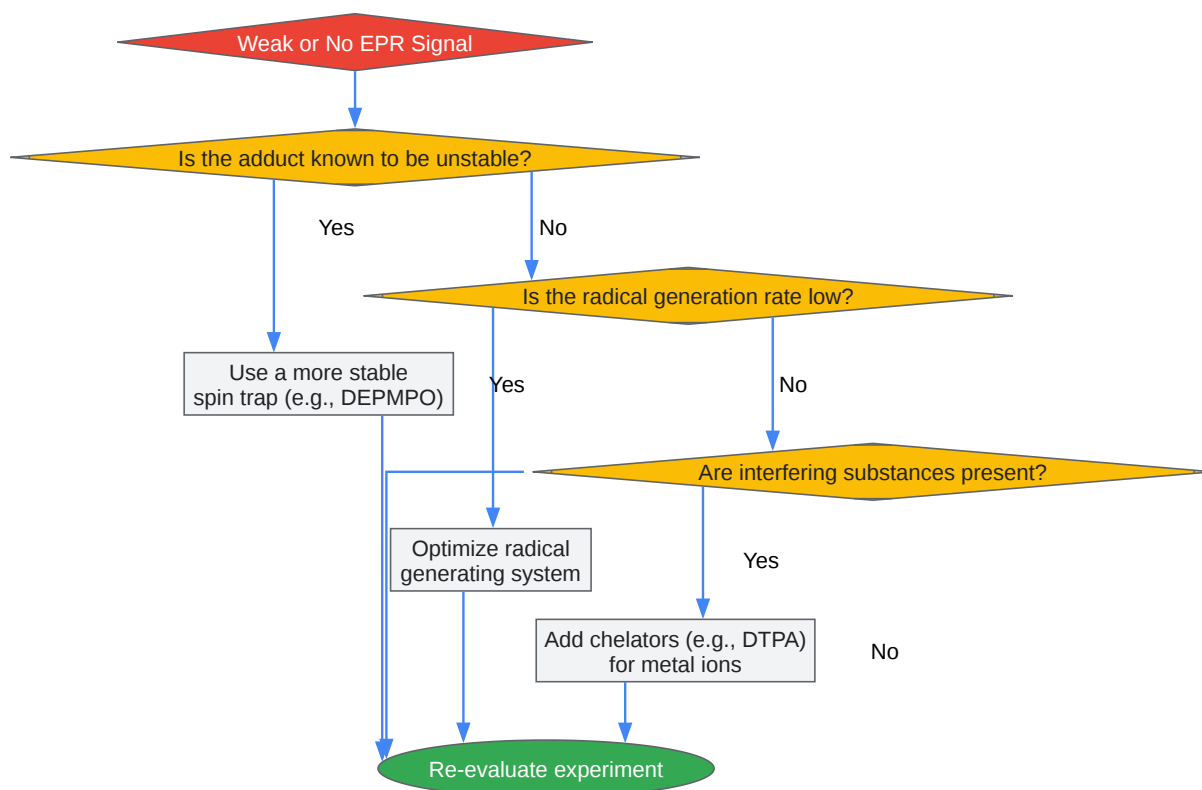 Weak or No EPR Signal
Is the adduct known to be unstable?
Yes
No
Is the radical generation rate low?
Use a more stable
spin trap (e.g., DEPMPO)
Yes
No
Are interfering substances present?
Optimize radical
generating system
Yes
Add chelators (e.g., DTPA)
for metal ions
No
Re-evaluate experiment